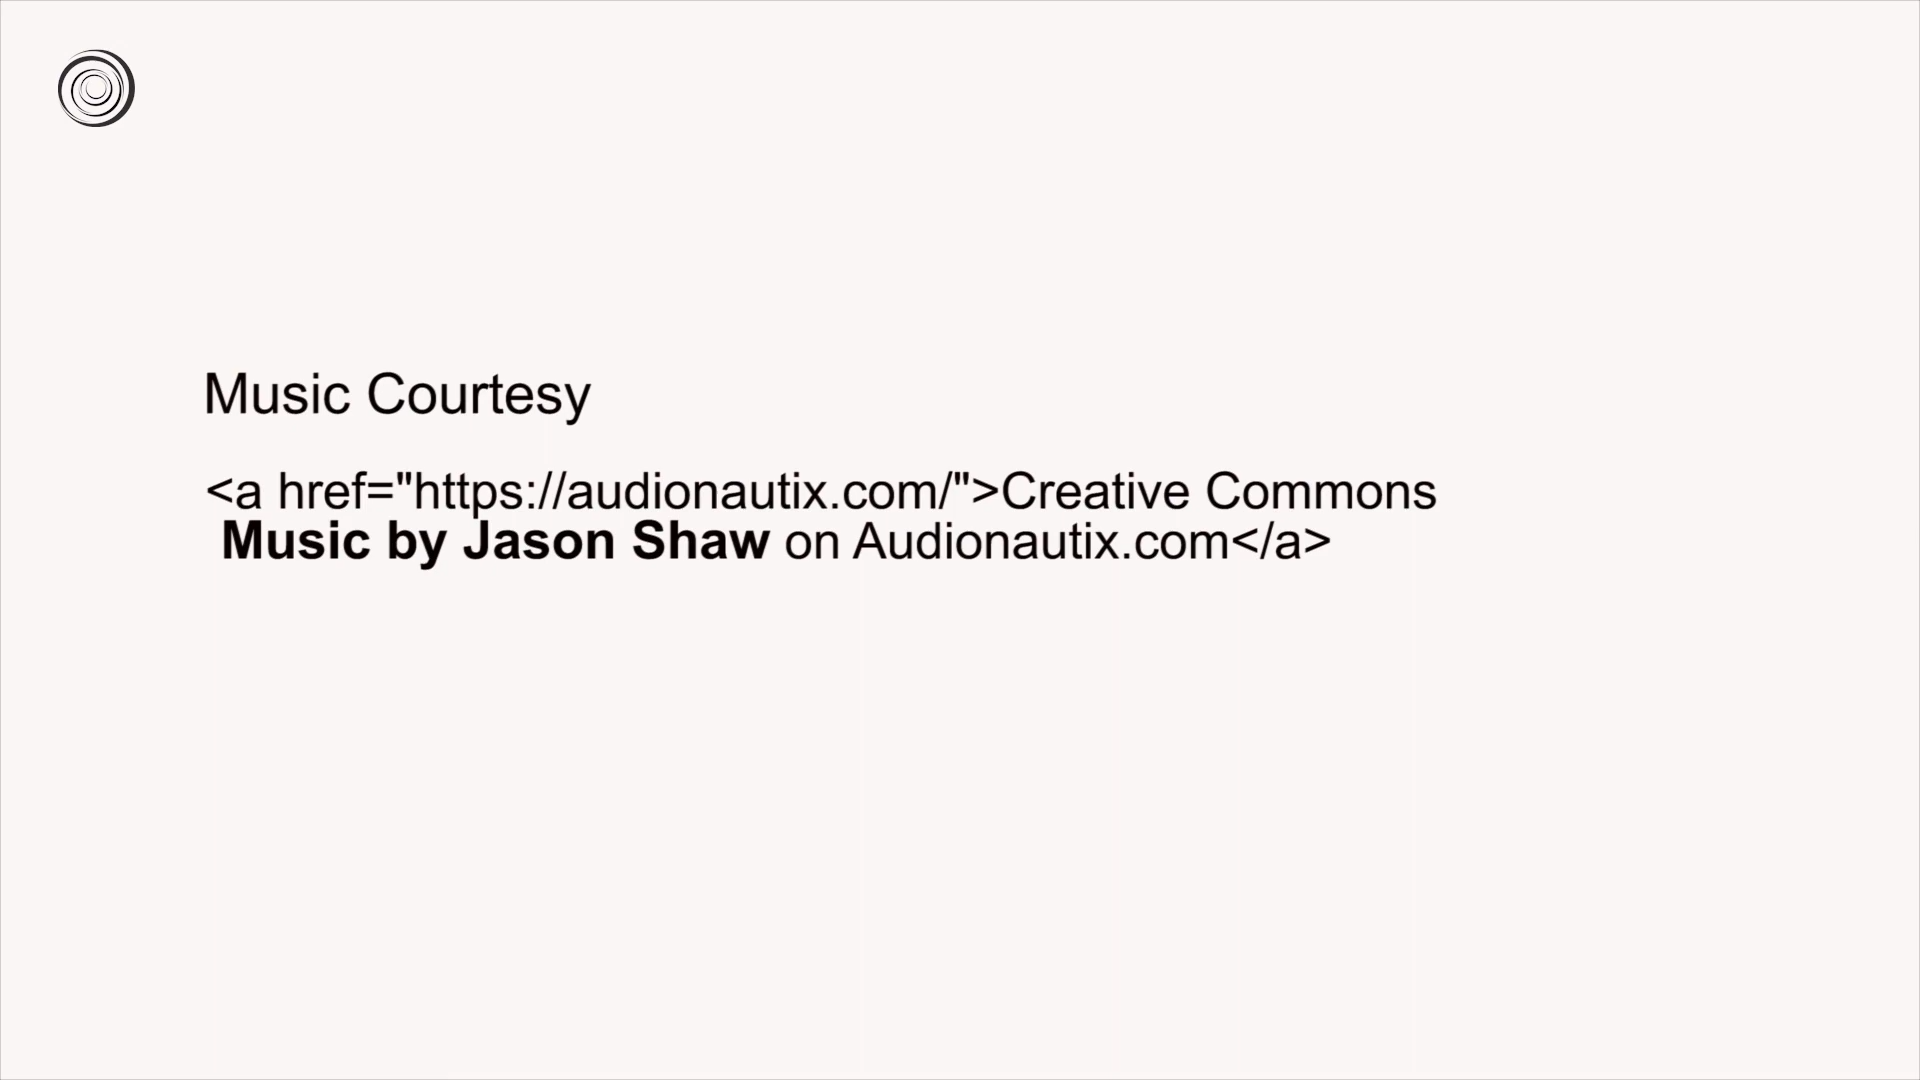 Music Courtesy
<a href="https://audionautix.com/">Creative Commons
Music by Jason Shaw on Audionautix.com</a>